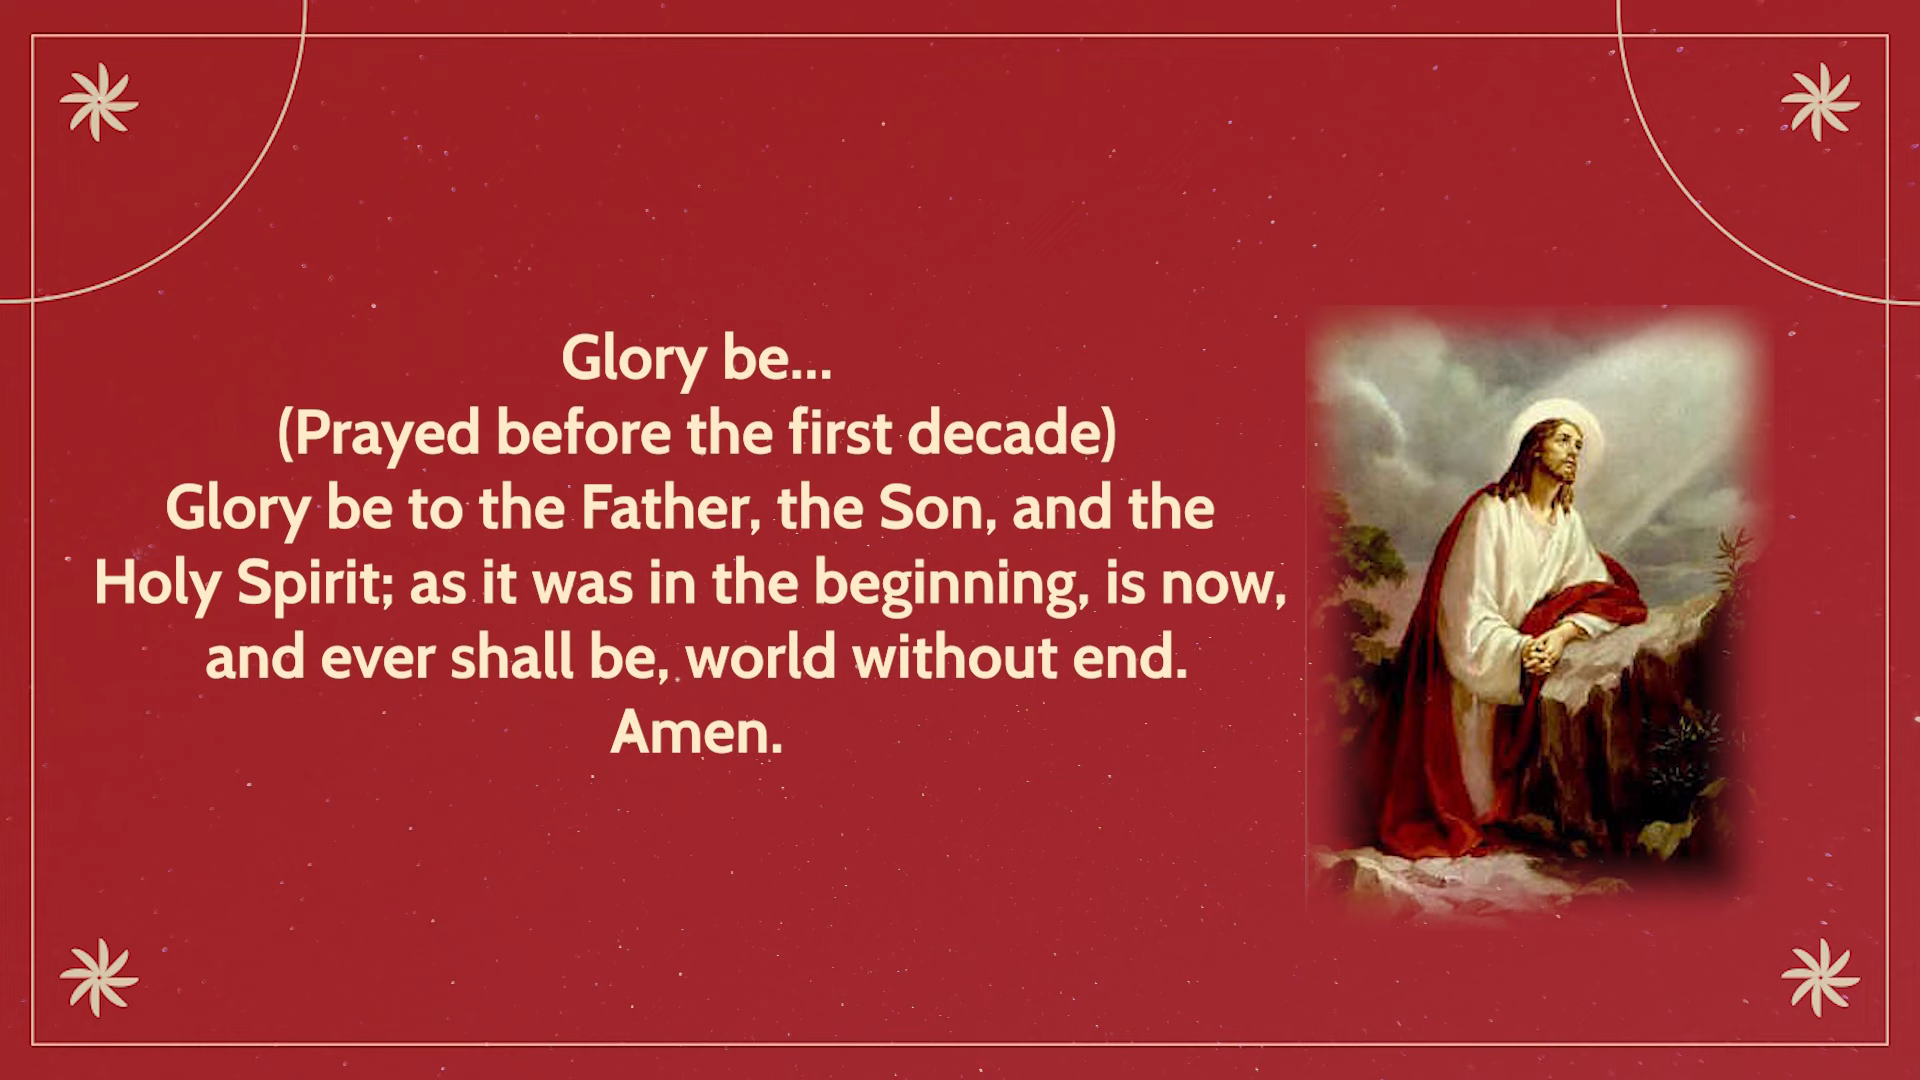 Glory be...
(Prayed before the first decade)
Glory be to the Father, the Son, and the
Holy Spirit; as it was in the beginning, is now,
and ever shall be, world without end.
Amen.